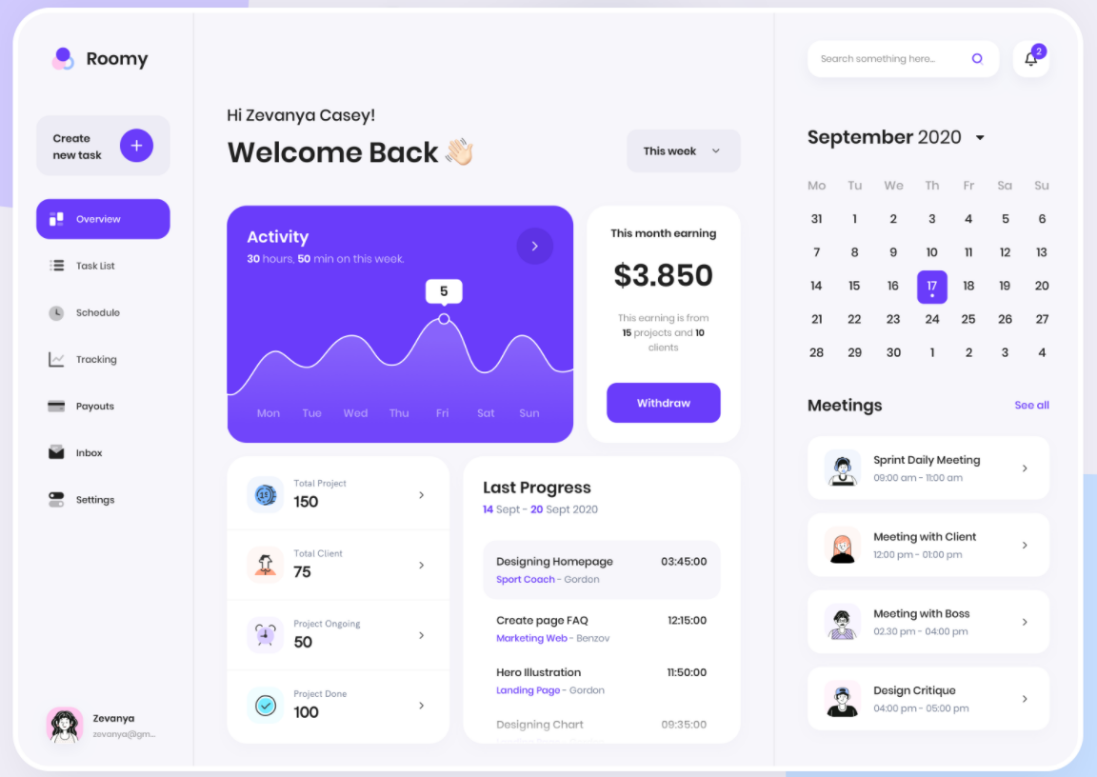 Roomy
Create
new task
Overview
Task List
Schedule
Tracking
Payouts
Inbox
Settings
Zevanya
zevanya@gm...
Hi Zevanya Casey!
Welcome Back
This week
Activity
30 hours, 50 min on this week.
5
Mon Tue Wed Thu Fri Sat Sun
This month earning
$3.850
This earning is from
15 projects and 10
clients
Withdraw
Total Project
150
Total Client
75
Project Ongoing
50
Project Done
100
Last Progress
14 Sept - 20 Sept 2020
Designing Homepage 03:45:00
Sport Coach - Gordon
Create page FAQ 12:15:00
Marketing Web - Benzov
Hero Illustration 11:50:00
Landing Page - Gordon
Designing Chart 09:35:00
Search something here...
2
September 2020
Mo Tu We Th Fr Sa Su
31 1 2 3 4 5 6
7 8 9 10 11 12 13
14 15 16 17 18 19 20
21 22 23 24 25 26 27
28 29 30 1 2 3 4
Meetings See all
Sprint Daily Meeting
09:00 am - 11:00 am
Meeting with Client
12:00 pm - 01:00 pm
Meeting with Boss
02.30 pm - 04:00 pm
Design Critique
04:00 pm - 05:00 pm